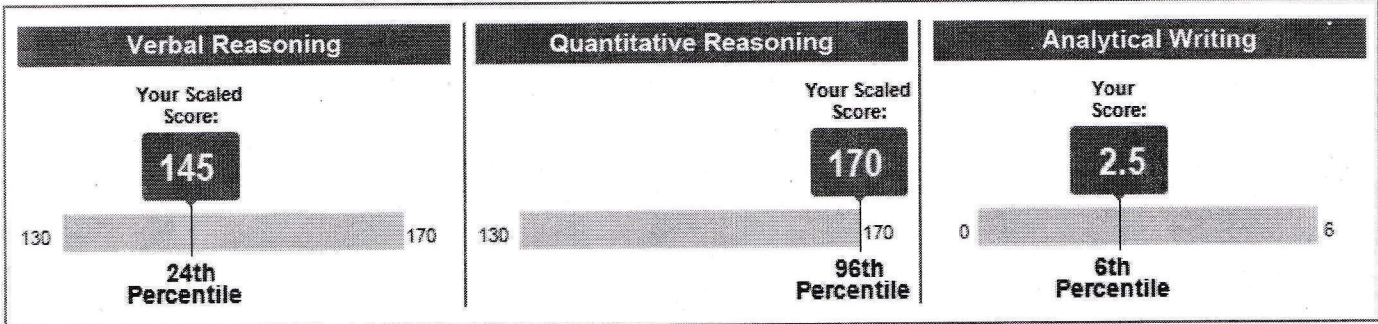 Verbal Reasoning
Your Scaled
Score:
145
130
170
24th
Percentile
Quantitative Reasoning
Your Scaled
Score:
170
130
170
96th
Percentile
Analytical Writing
Your
Score:
2.5
0
6
6th
Percentile